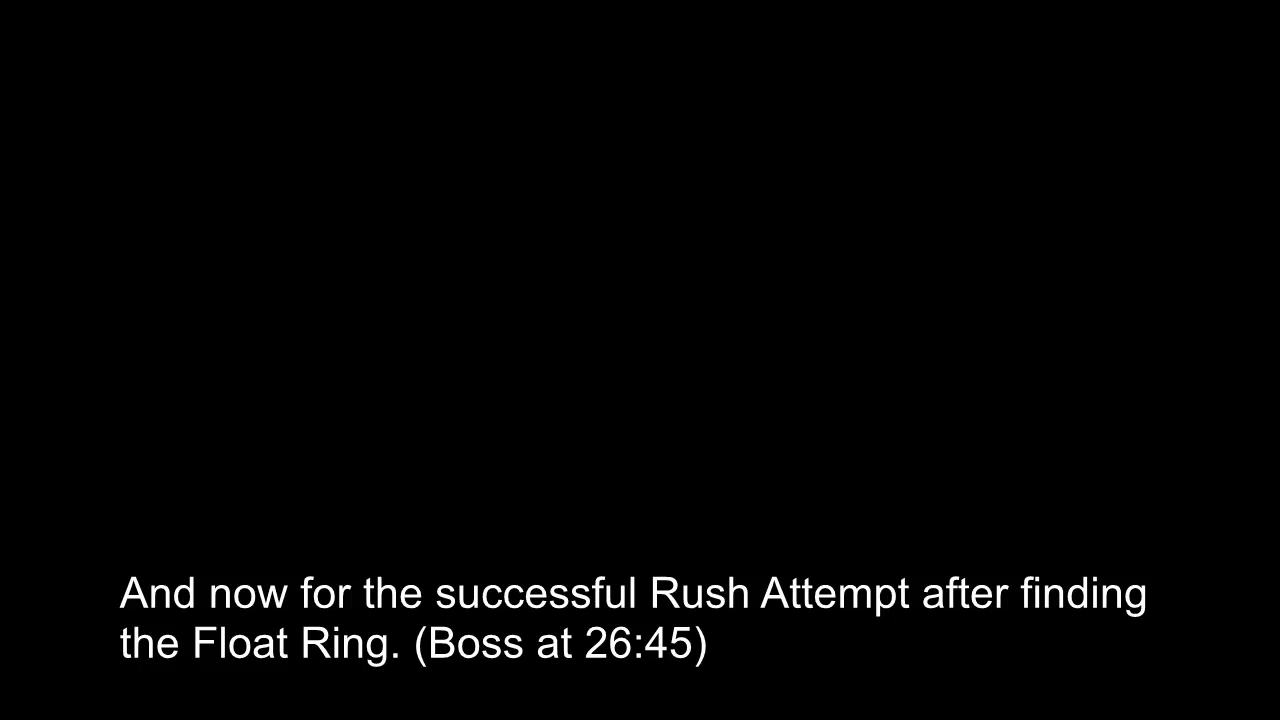 And now for the successful Rush Attempt after finding
the Float Ring. (Boss at 26:45)